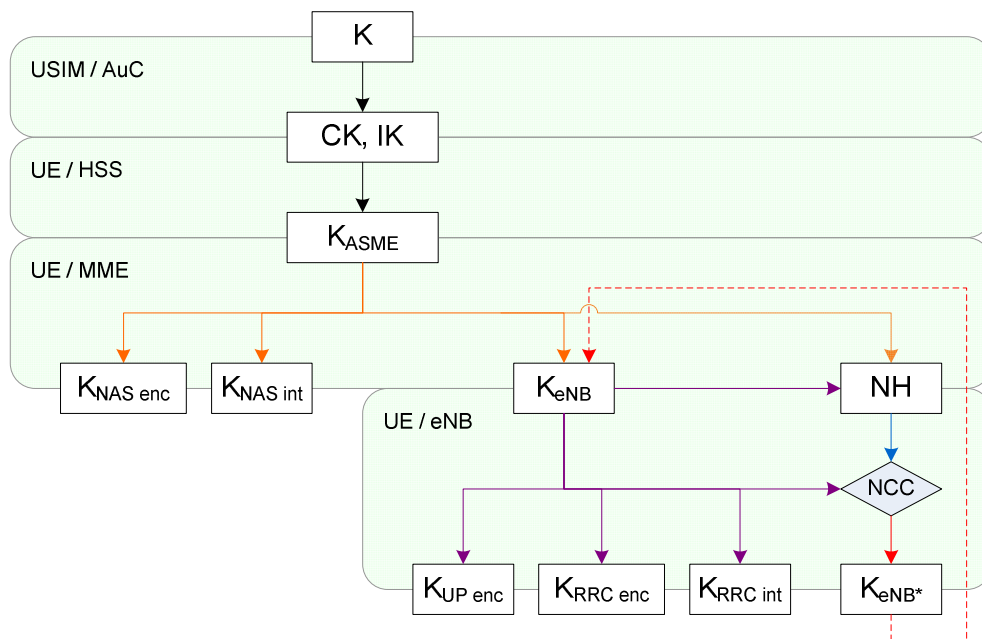 K
USIM / AuC
CK, IK
UE / HSS
KASME
UE / MME
KNAS enc
KNAS int
KeNB
NH
UE / eNB
NCC
KUP enc
KRRC enc
KRRC int
KeNB*